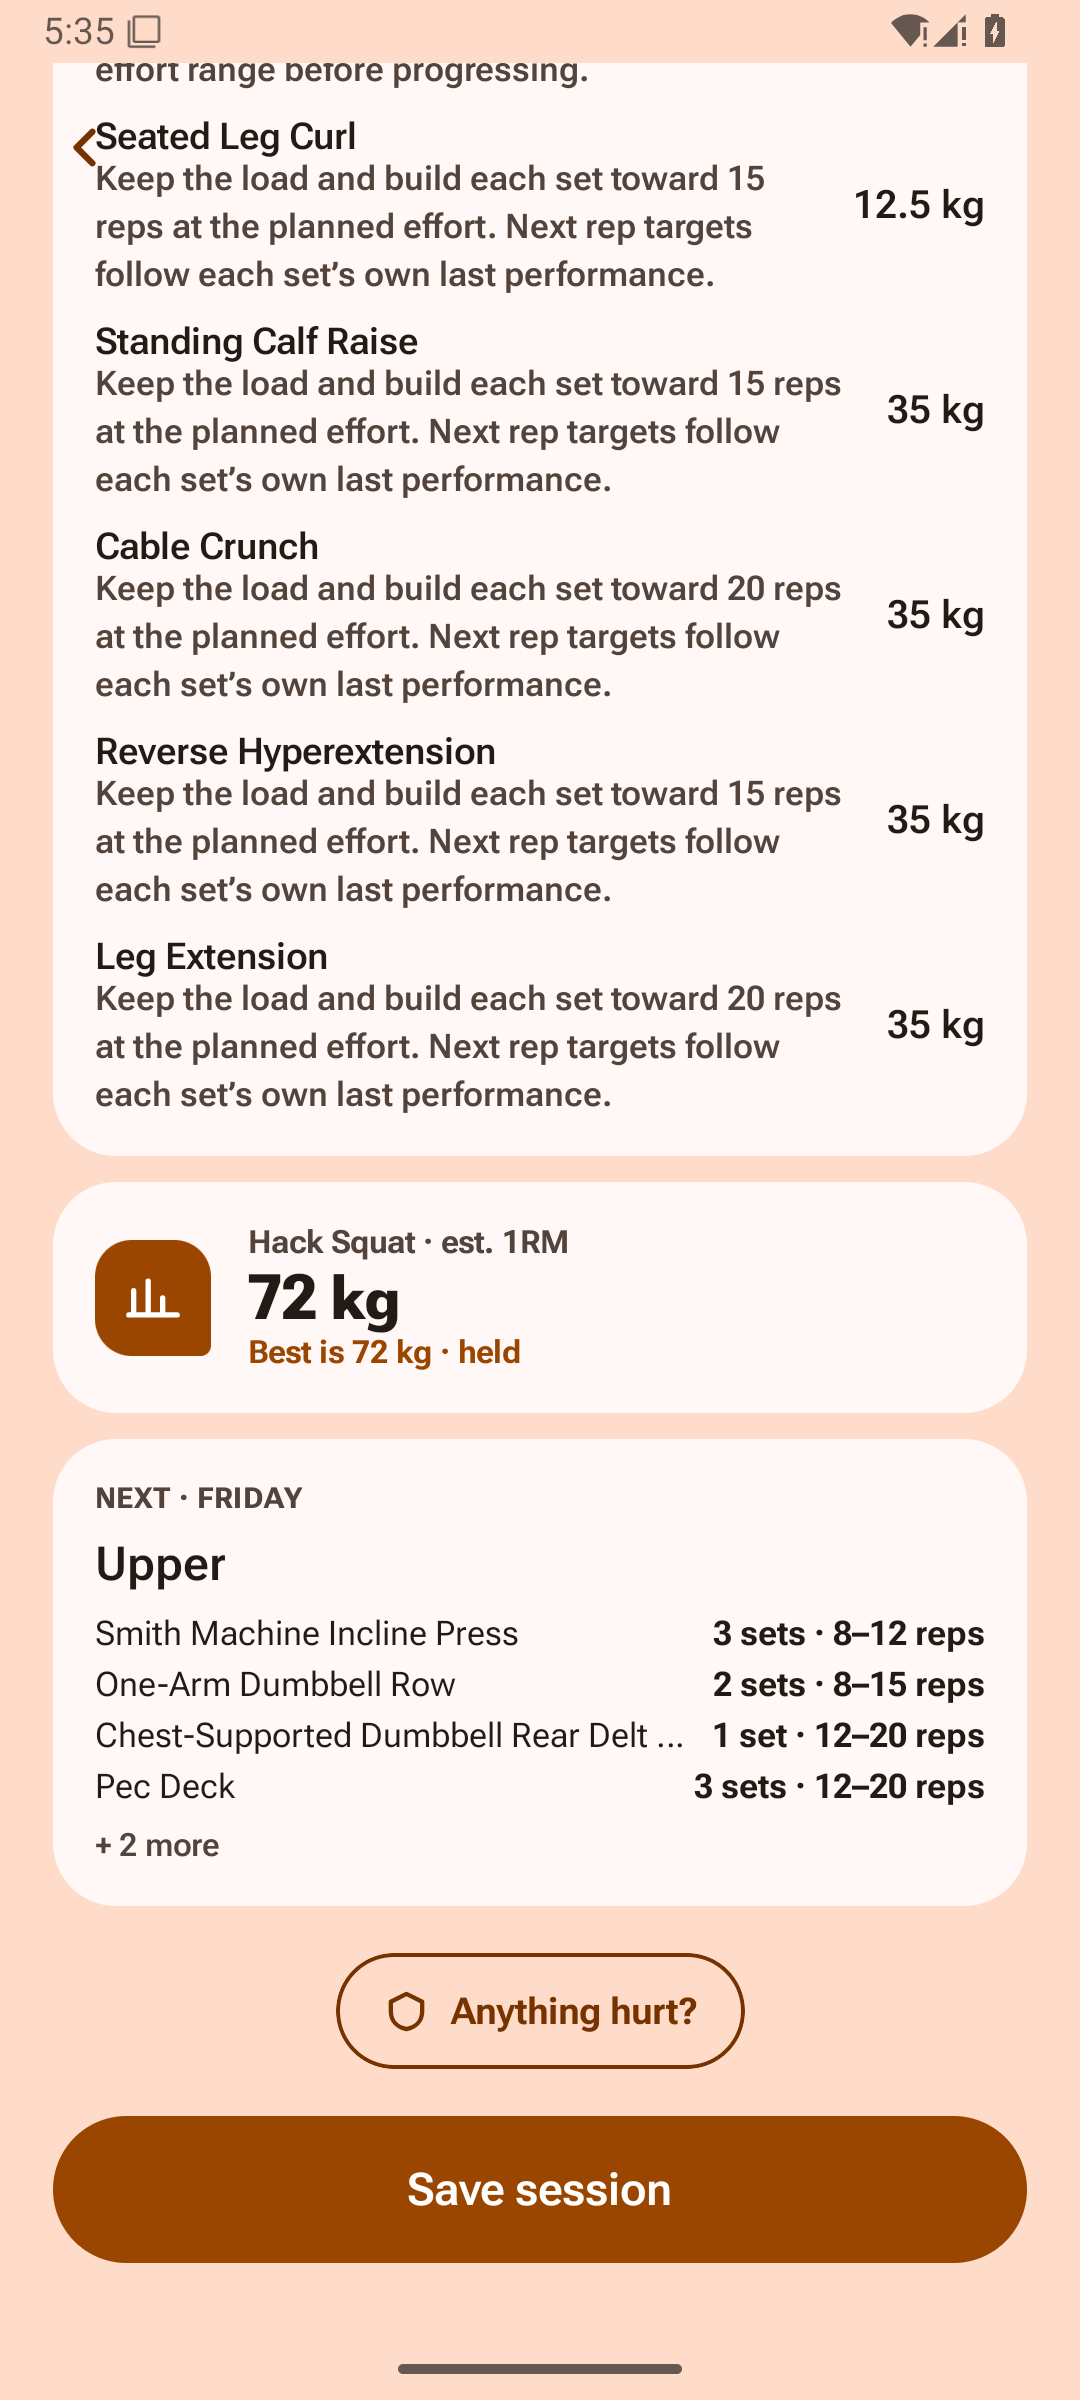 5:35
effort range before progressing.
Seated Leg Curl
Keep the load and build each set toward 15
reps at the planned effort. Next rep targets
follow each set’s own last performance.
12.5 kg
Standing Calf Raise
Keep the load and build each set toward 15 reps
at the planned effort. Next rep targets follow
each set’s own last performance.
35 kg
Cable Crunch
Keep the load and build each set toward 20 reps
at the planned effort. Next rep targets follow
each set’s own last performance.
35 kg
Reverse Hyperextension
Keep the load and build each set toward 15 reps
at the planned effort. Next rep targets follow
each set’s own last performance.
35 kg
Leg Extension
Keep the load and build each set toward 20 reps
at the planned effort. Next rep targets follow
each set’s own last performance.
35 kg
Hack Squat · est. 1RM
72 kg
Best is 72 kg · held
NEXT · FRIDAY
Upper
Smith Machine Incline Press 3 sets · 8–12 reps
One-Arm Dumbbell Row 2 sets · 8–15 reps
Chest-Supported Dumbbell Rear Delt ... 1 set · 12–20 reps
Pec Deck 3 sets · 12–20 reps
+ 2 more
Anything hurt?
Save session